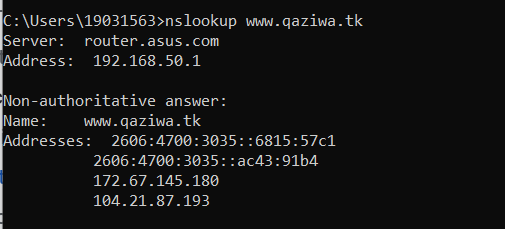 C:\Users\19031563>nslookup www.qaziwa.tk
Server:  router.asus.com
Address:  192.168.50.1

Non-authoritative answer:
Name:    www.qaziwa.tk
Addresses:  2606:4700:3035::6815:57c1
          2606:4700:3035::ac43:91b4
          172.67.145.180
          104.21.87.193